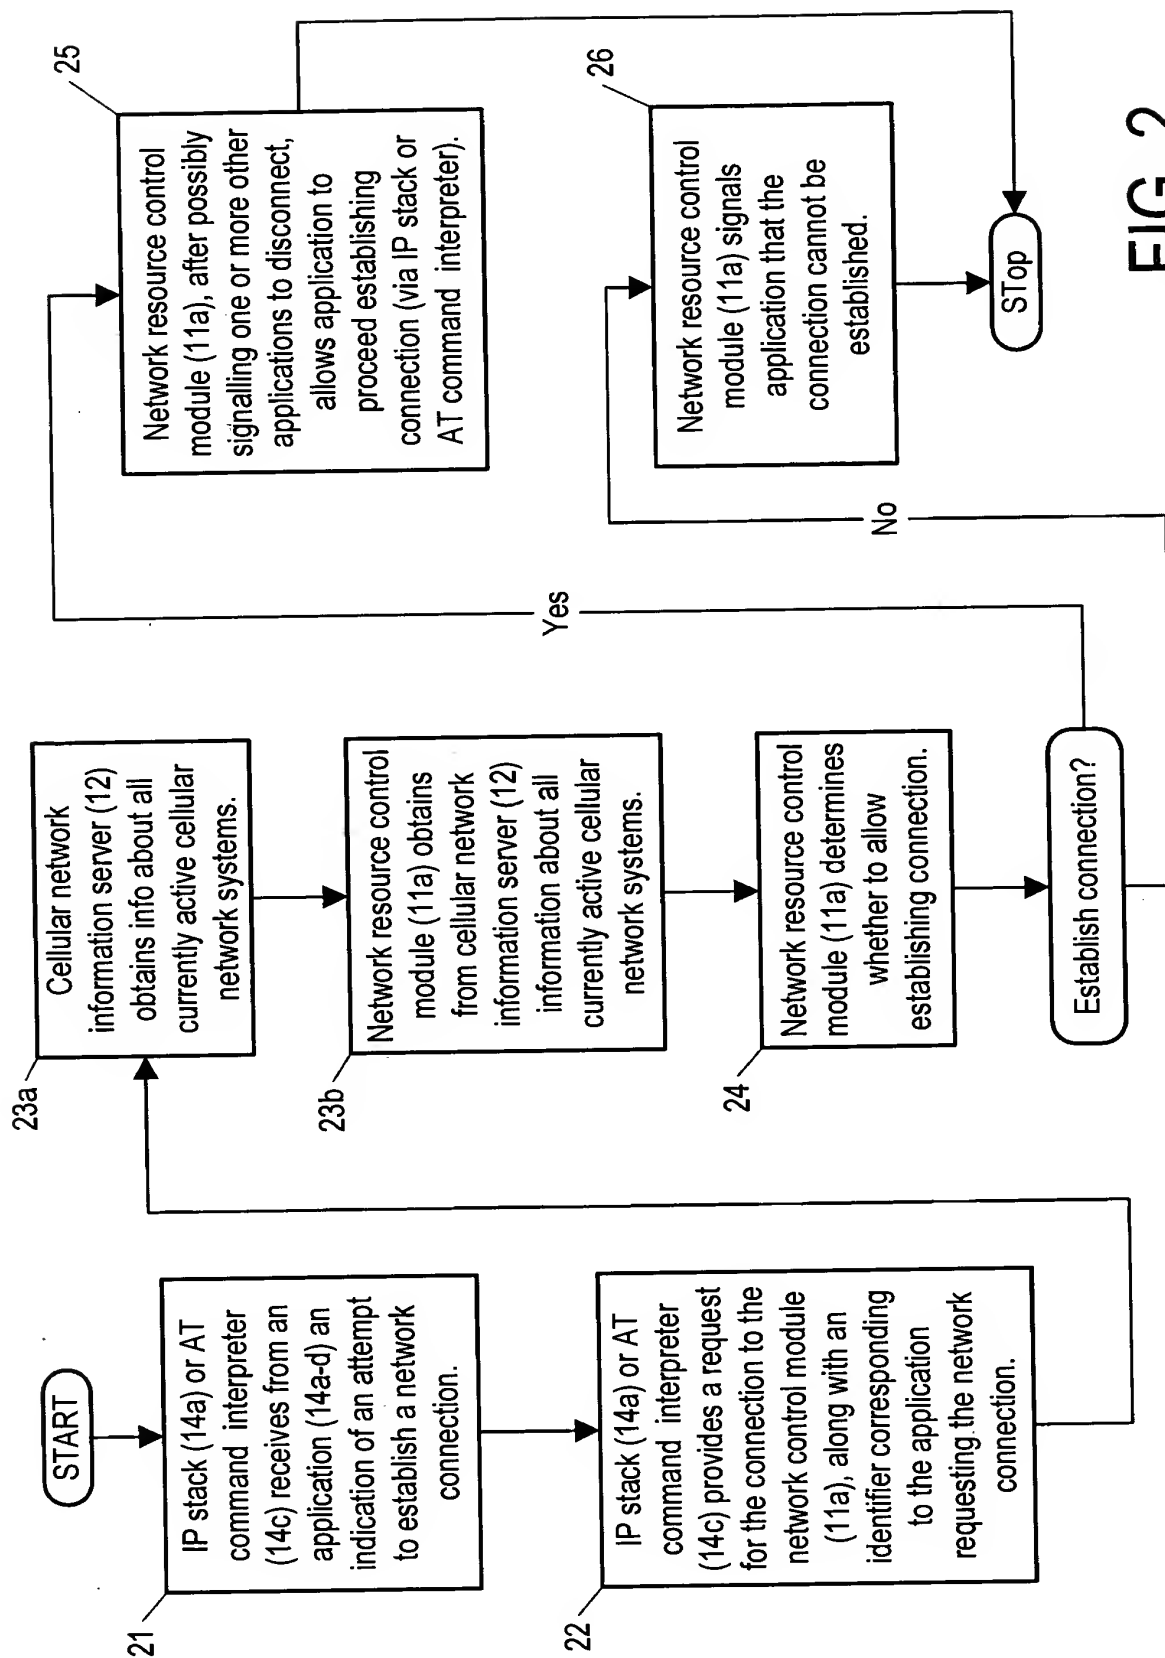 START
21
IP stack (14a) or AT
command interpreter
(14c) receives from an
application (14a-d) an
indication of an attempt
to establish a network
connection.
22
IP stack (14a) or AT
command interpreter
(14c) provides a request
for the connection to the
network control module
(11a), along with an
identifier corresponding
to the application
requesting the network
connection.
23a
Cellular network
information server (12)
obtains info about all
currently active cellular
network systems.
23b
Network resource control
module (11a) obtains
from cellular network
information server (12)
information about all
currently active cellular
network systems.
24
Network resource control
module (11a) determines
whether to allow
establishing connection.
Establish connection?
Yes
No
25
Network resource control
module (11a), after possibly
signalling one or more other
applications to disconnect,
allows application to
proceed establishing
connection (via IP stack or
AT command interpreter).
26
Network resource control
module (11a) signals
application that the
connection cannot be
established.
STop
FIG. 2